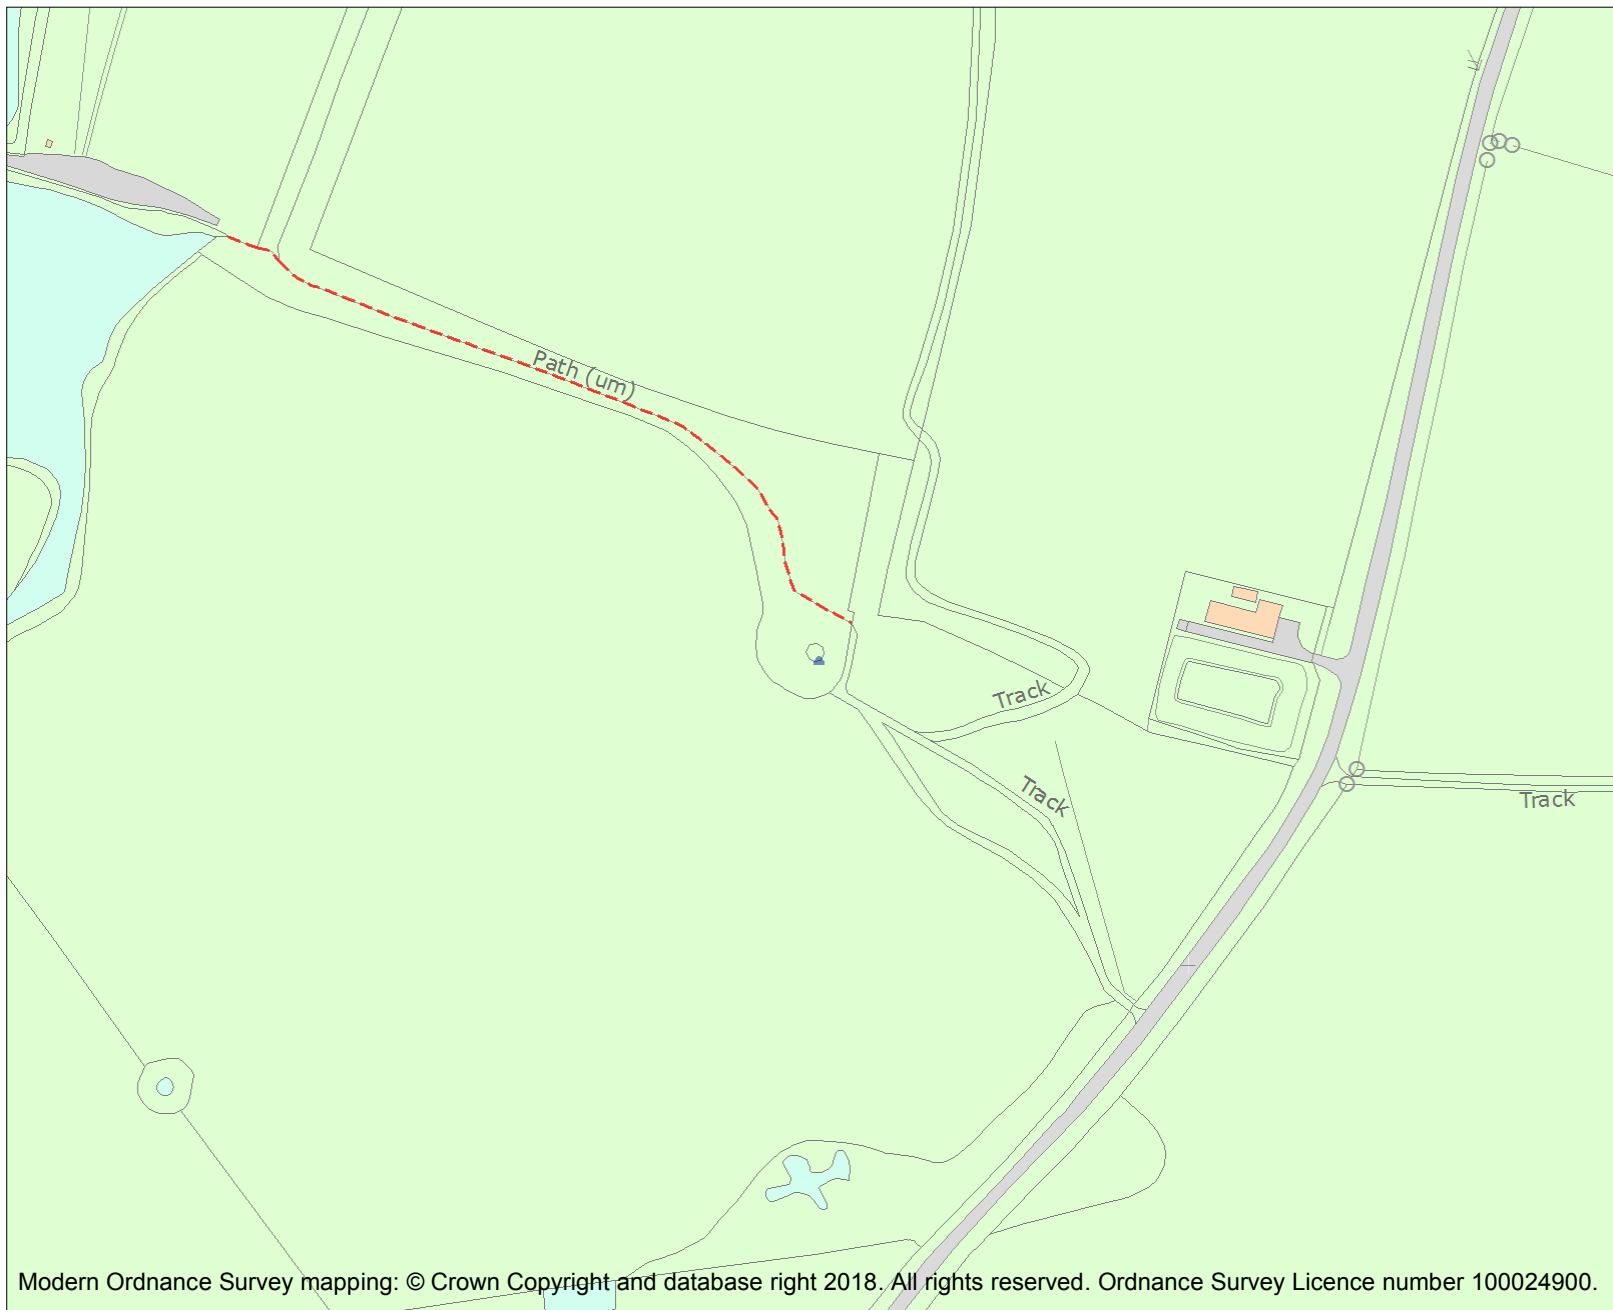 Path (um)
Track
Track
Track
Modern Ordnance Survey mapping: © Crown Copyright and database right 2018. All rights reserved. Ordnance Survey Licence number 100024900.